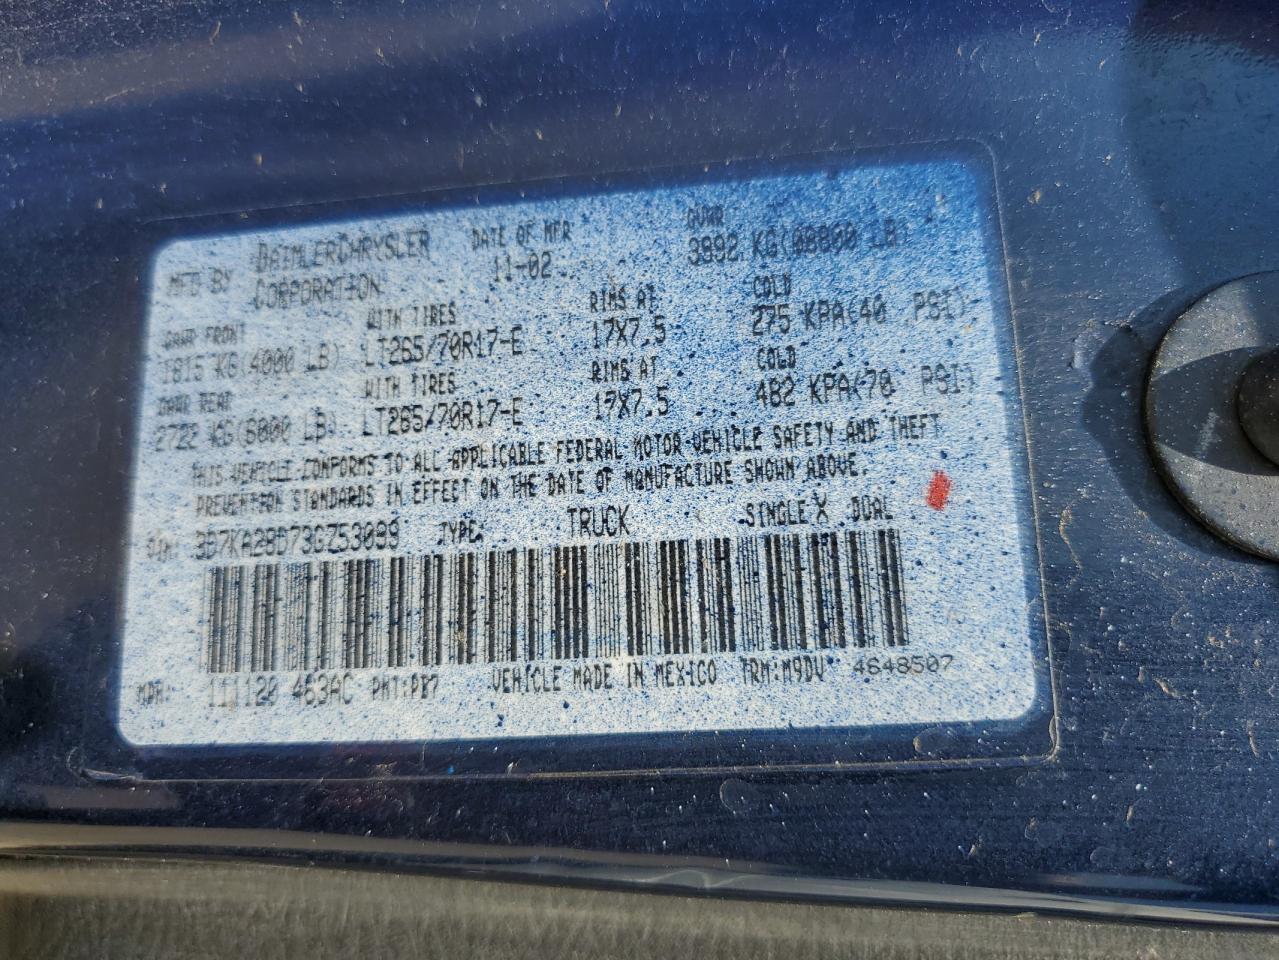 MFD BY DAIMLERCHRYSLER CORPORATION DATE OF MFR 11-02 GVWR 3992 KG(08800 LB)
GAWR FRONT WITH TIRES RIMS AT COLD
1815 KG(4000 LB) LT265/70R17-E 17X7.5 275 KPA(40 PSI)
GAWR REAR WITH TIRES RIMS AT COLD
2722 KG(6000 LB) LT265/70R17-E 17X7.5 482 KPA(70 PSI)
THIS VEHICLE CONFORMS TO ALL APPLICABLE FEDERAL MOTOR VEHICLE SAFETY AND THEFT
PREVENTION STANDARDS IN EFFECT ON THE DATE OF MANUFACTURE SHOWN ABOVE.
VIN: 3D7KA28D73GZ53099 TYPE: TRUCK SINGLE X DUAL
MDH: 463AC PNT:PB7 VEHICLE MADE IN MEXICO TRM:M9DV 4648507